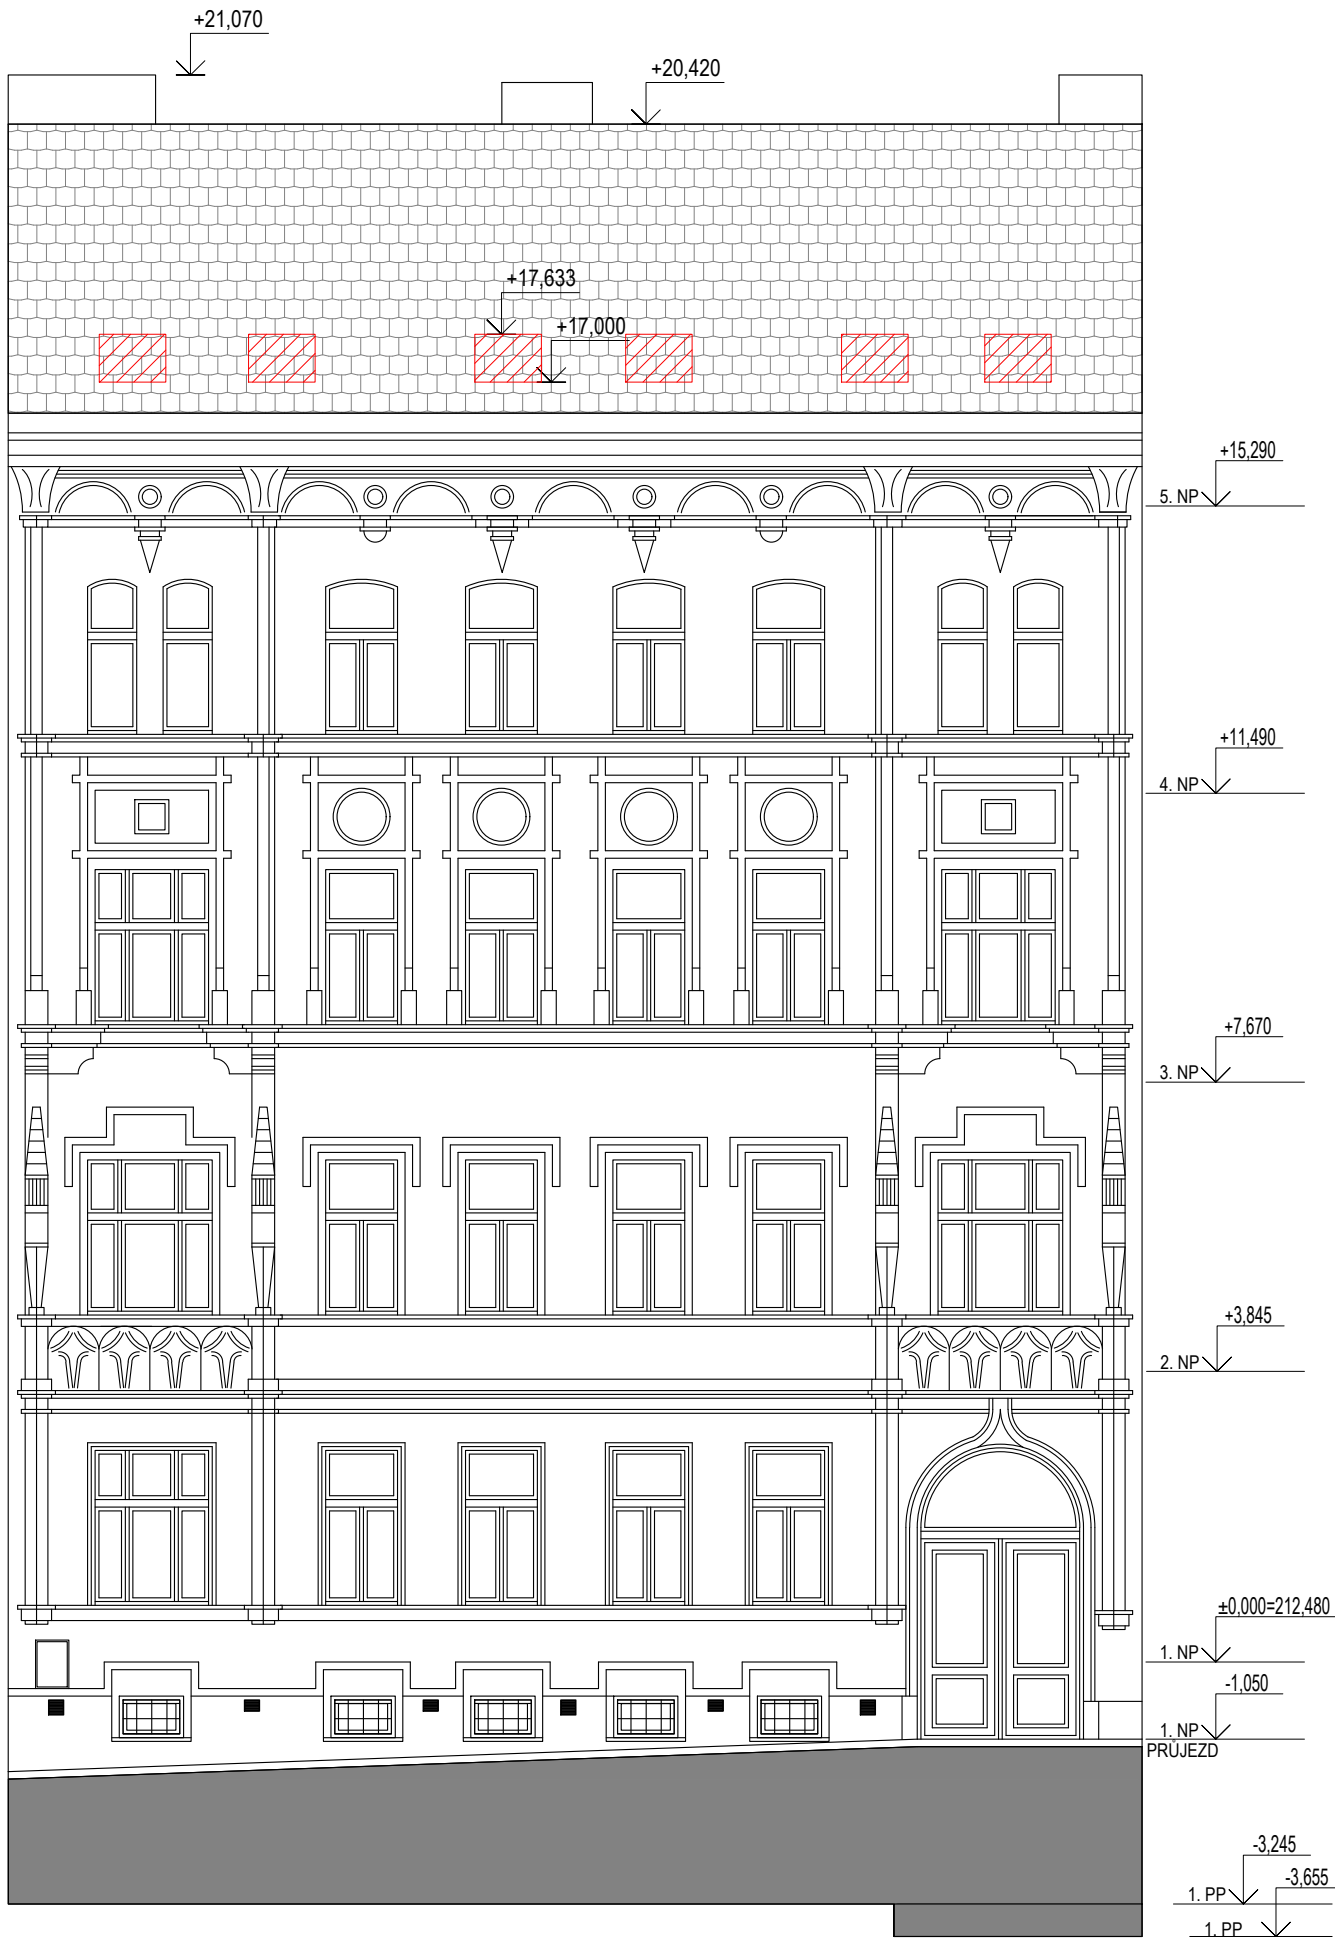 +21,070
+20,420
+17,633
+17,000
+15,290
5. NP
+11,490
4. NP
+7,670
3. NP
+3,845
2. NP
±0,000=212,480
1. NP
-1,050
1. NP
PRŮJEZD
-3,245
1. PP
-3,655
1. PP